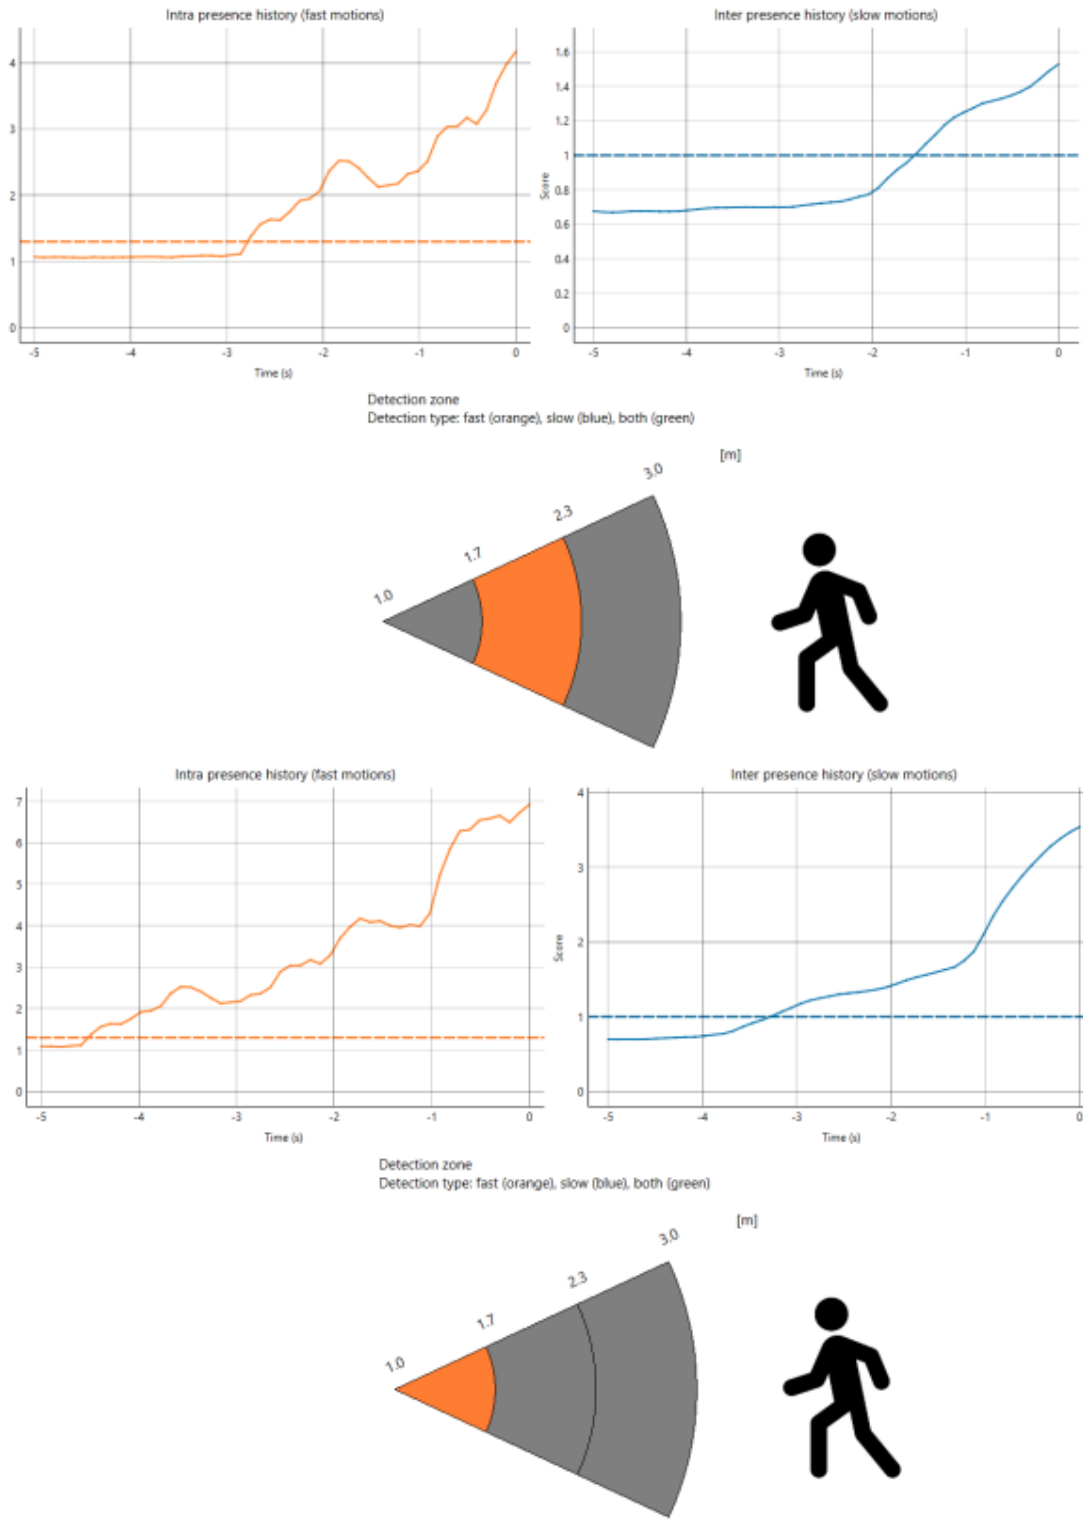 Intra presence history (fast motions)
4
3
2
1
0
-5 -4 -3 -2 -1 0
Time (s)
Inter presence history (slow motions)
Score
1.6
1.4
1.2
1
0.8
0.6
0.4
0.2
0
-5 -4 -3 -2 -1 0
Time (s)
Detection zone
Detection type: fast (orange), slow (blue), both (green)
[m]
3.0
2.3
1.7
1.0
Intra presence history (fast motions)
7
6
5
4
3
2
1
0
-5 -4 -3 -2 -1 0
Time (s)
Inter presence history (slow motions)
Score
4
3
2
1
0
-5 -4 -3 -2 -1 0
Time (s)
Detection zone
Detection type: fast (orange), slow (blue), both (green)
[m]
3.0
2.3
1.7
1.0